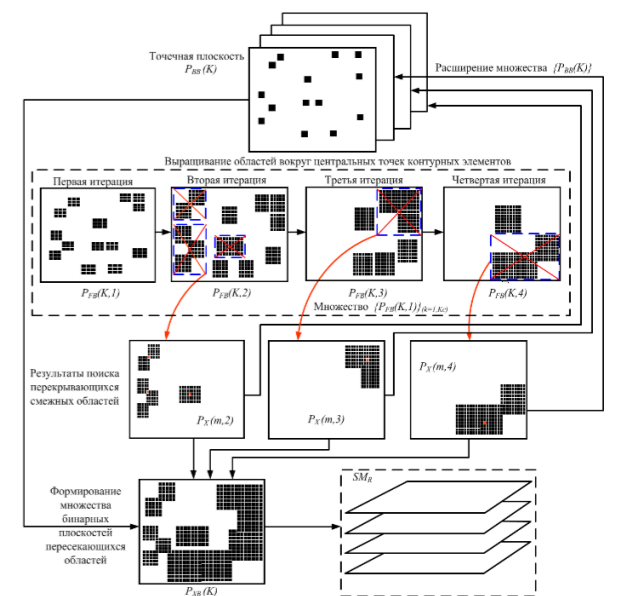 Точечная плоскость
P_BB(K)
Расширение множества {P_BB(K)}
Выращивание областей вокруг центральных точек контурных элементов
Первая итерация
Вторая итерация
Третья итерация
Четвертая итерация
P_FB(K,1)
P_FB(K,2)
P_FB(K,3)
P_FB(K,4)
Множество {P_FB(K,1)}(k=1,Kc)
Результаты поиска
перекрывающихся
смежных областей
P_X(m,2)
P_X(m,3)
P_X(m,4)
Формирование
множества
бинарных
плоскостей
пересекающихся
областей
P_XB(K)
SM_R